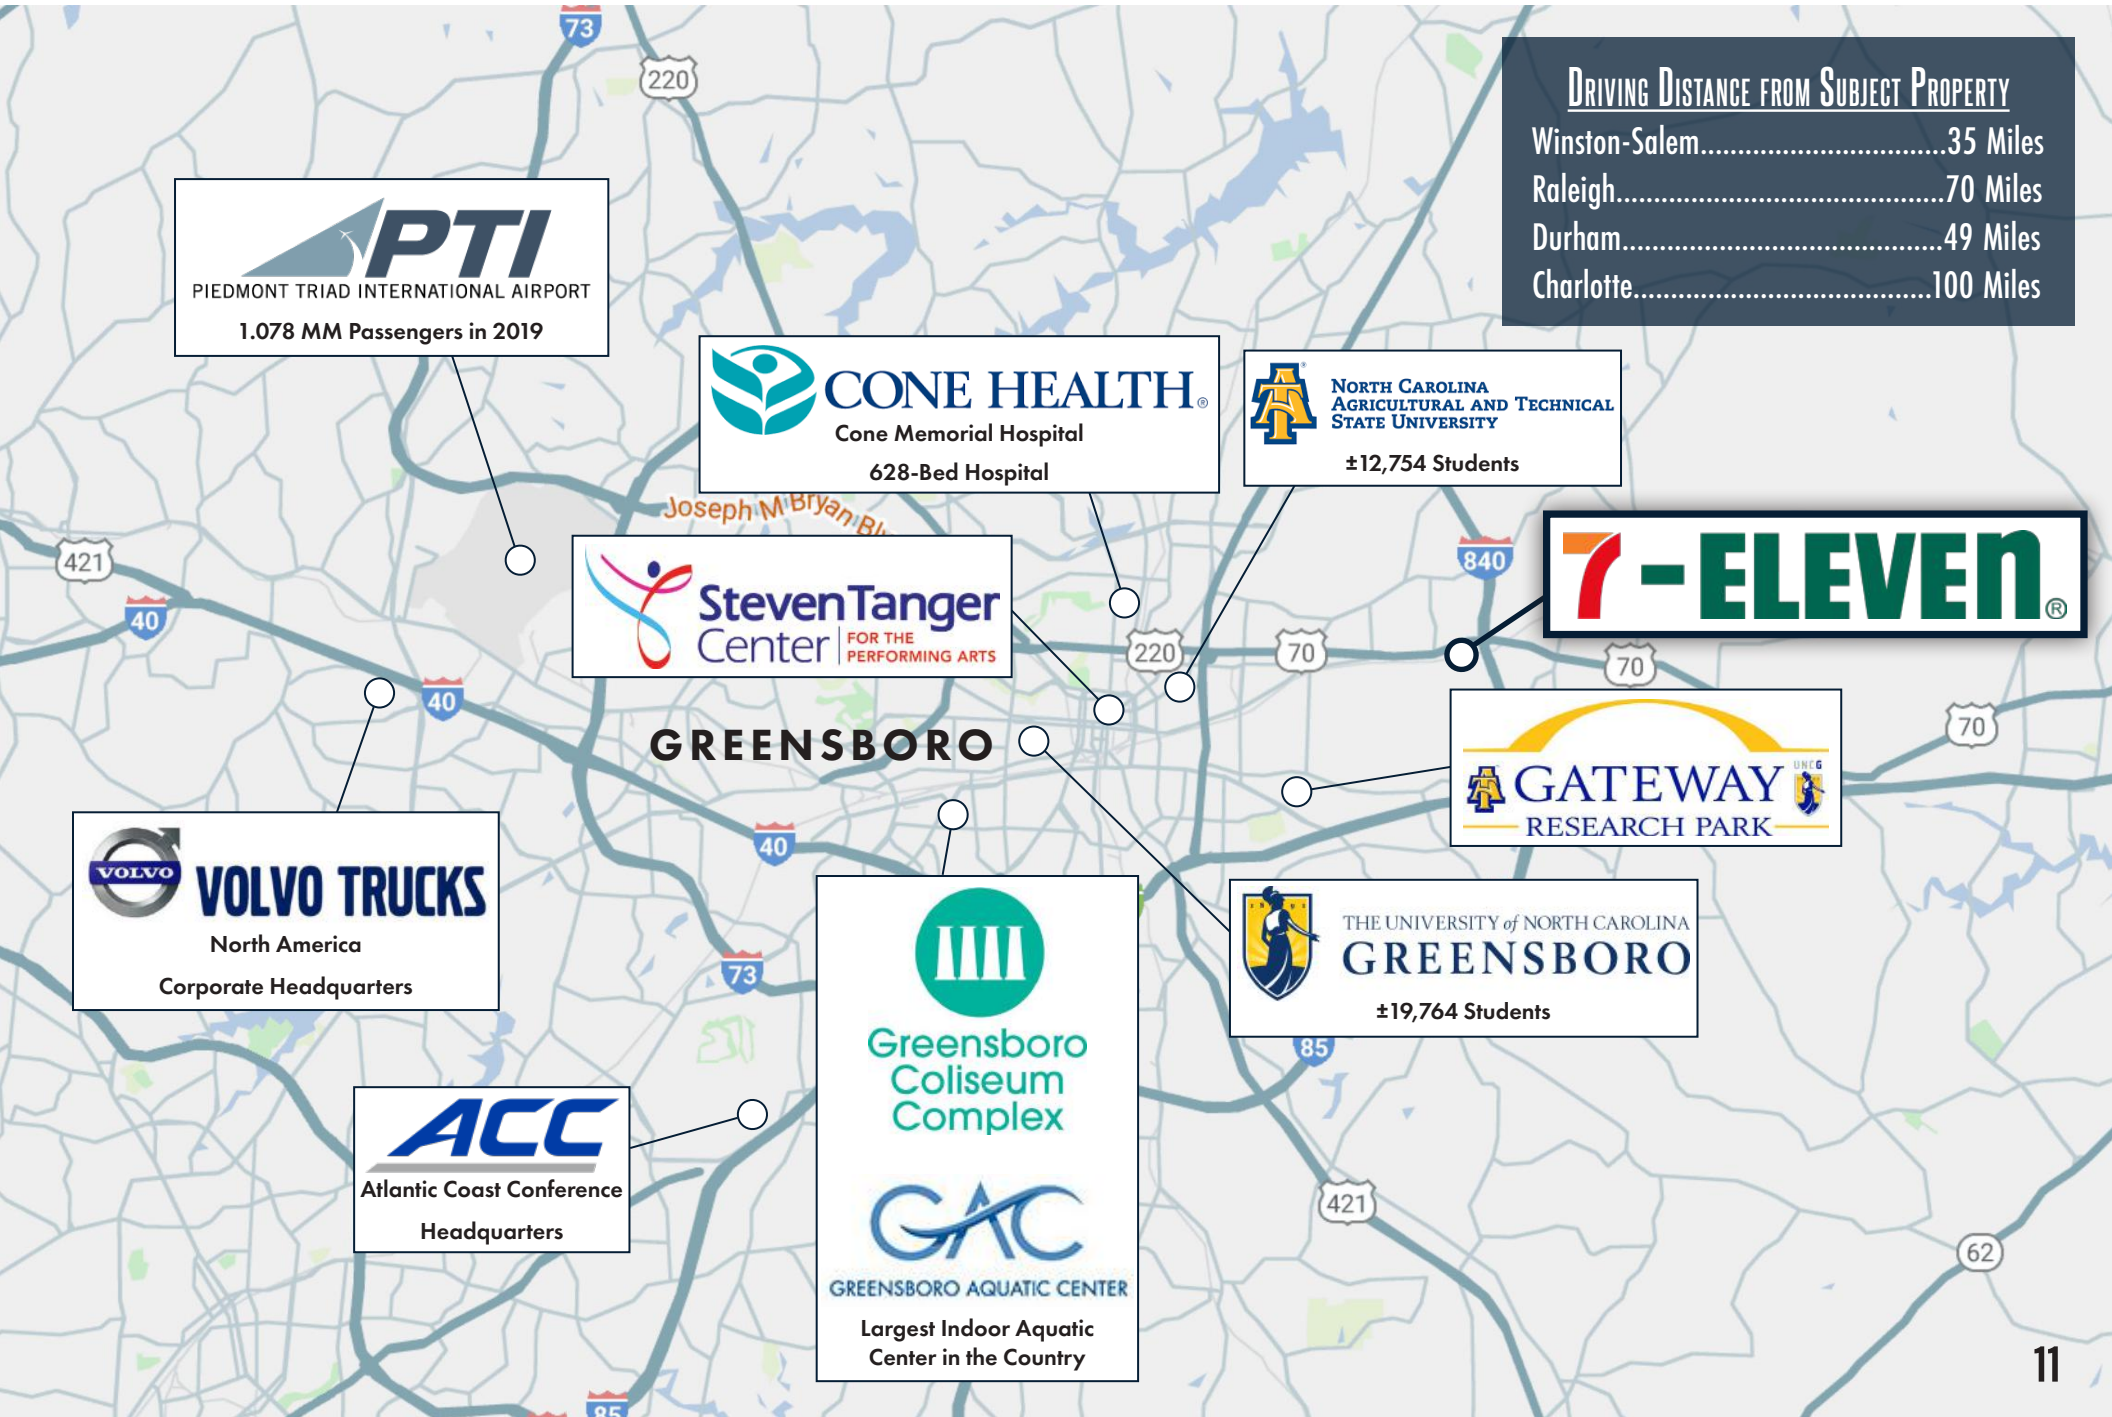 73
220
DRIVING DISTANCE FROM SUBJECT PROPERTY
Winston-Salem.................................35 Miles
Raleigh............................................70 Miles
Durham...........................................49 Miles
Charlotte........................................100 Miles
PTI
PIEDMONT TRIAD INTERNATIONAL AIRPORT
1.078 MM Passengers in 2019
CONE HEALTH®
Cone Memorial Hospital
628-Bed Hospital
AT
NORTH CAROLINA
AGRICULTURAL AND TECHNICAL
STATE UNIVERSITY
±12,754 Students
Joseph M Bryan Bl
421
40
840
7-ELEVEn®
Steven Tanger
Center FOR THE
PERFORMING ARTS
220
70
70
40
GREENSBORO
70
AT GATEWAY UNCG
RESEARCH PARK
VOLVO
VOLVO TRUCKS
North America
Corporate Headquarters
40
73
THE UNIVERSITY of NORTH CAROLINA
GREENSBORO
±19,764 Students
85
Greensboro
Coliseum
Complex
GAC
GREENSBORO AQUATIC CENTER
Largest Indoor Aquatic
Center in the Country
ACC
Atlantic Coast Conference
Headquarters
421
62
85
11